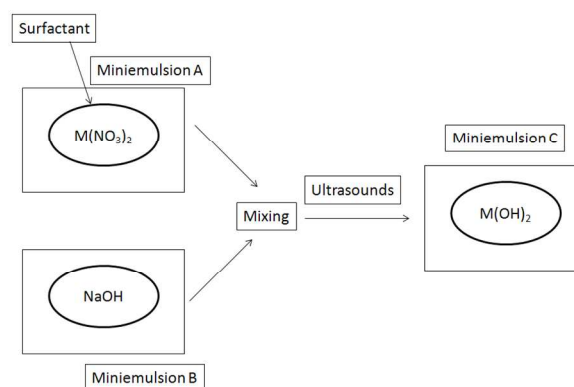 Surfactant
Miniemulsion A
M(NO₃)₂
Miniemulsion C
Ultrasounds
Mixing
M(OH)₂
NaOH
Miniemulsion B